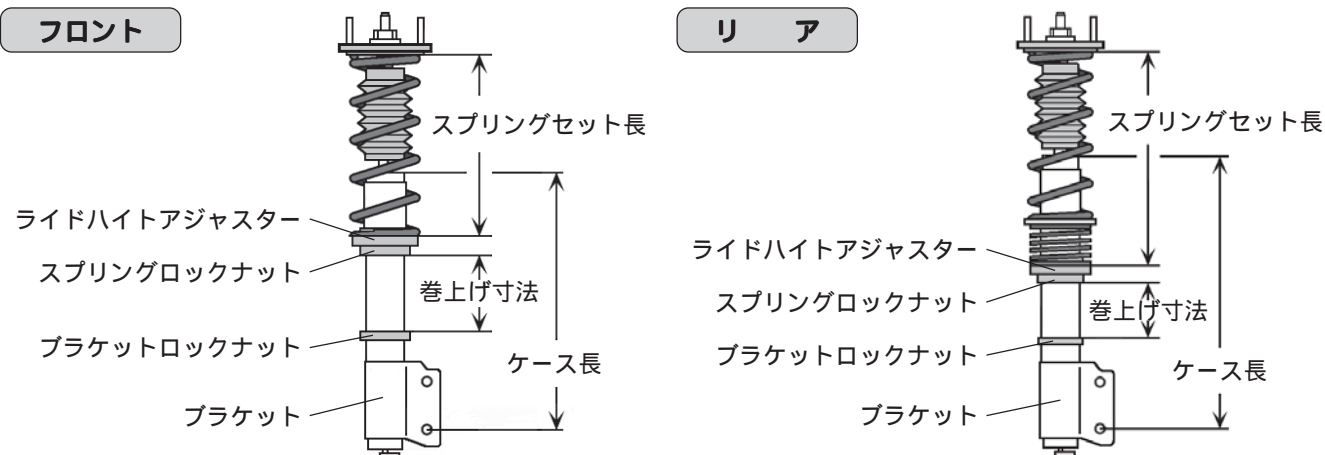 フロント
スプリングセット長
ライドハイトアジャスター
スプリングロックナット
巻上げ寸法
ブラケットロックナット
ケース長
ブラケット
リ ア
スプリングセット長
ライドハイトアジャスター
スプリングロックナット
巻上げ寸法
ブラケットロックナット
ケース長
ブラケット